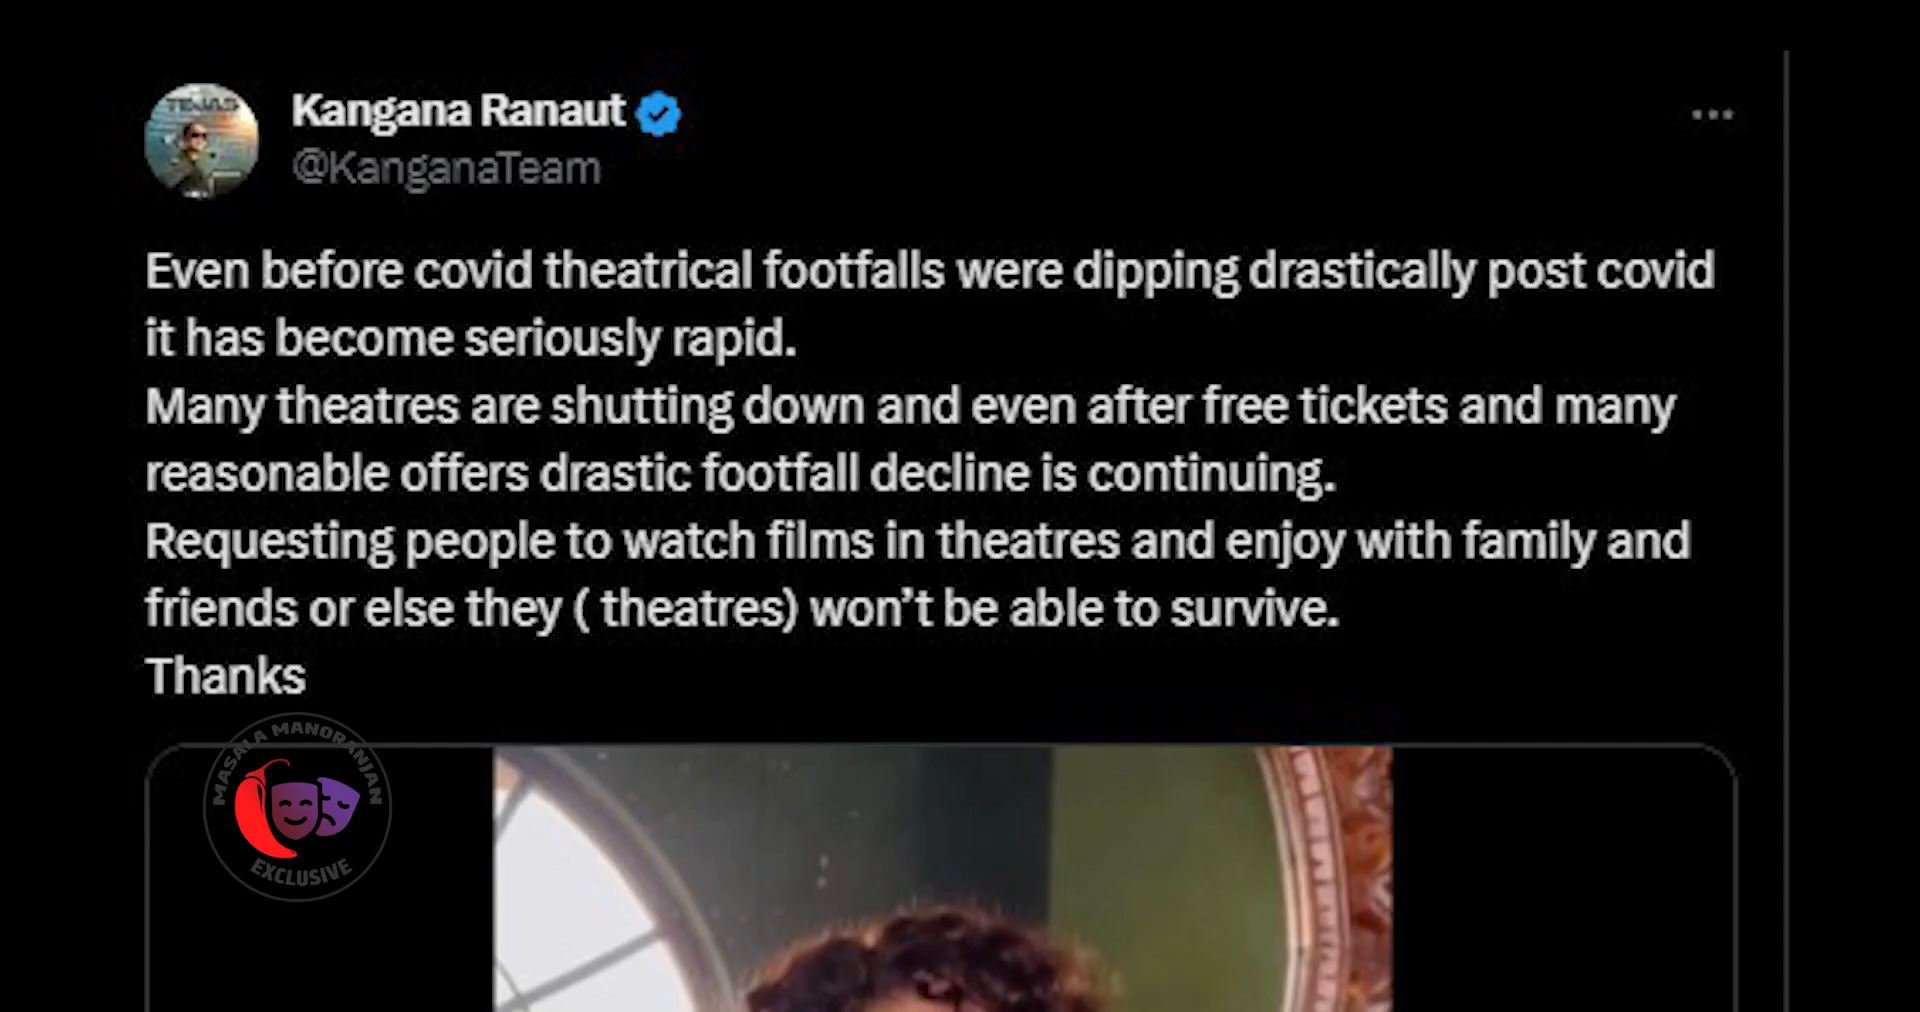 TEJAS
Kangana Ranaut
@KanganaTeam
Even before covid theatrical footfalls were dipping drastically post covid
it has become seriously rapid.
Many theatres are shutting down and even after free tickets and many
reasonable offers drastic footfall decline is continuing.
Requesting people to watch films in theatres and enjoy with family and
friends or else they ( theatres) won’t be able to survive.
Thanks
MASALA MANORANJAN
EXCLUSIVE